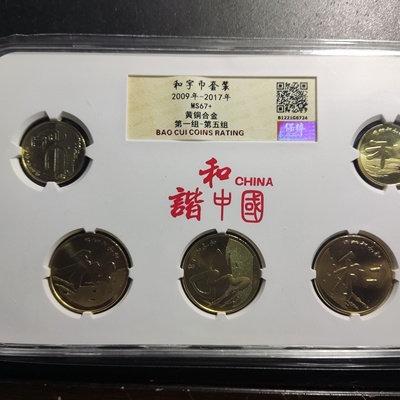 和字币套装
2009年-2017年
MS67+
黄铜合金
第一组-第五组
BAO CUI COINS RATING
和 CHINA
諧中國
和